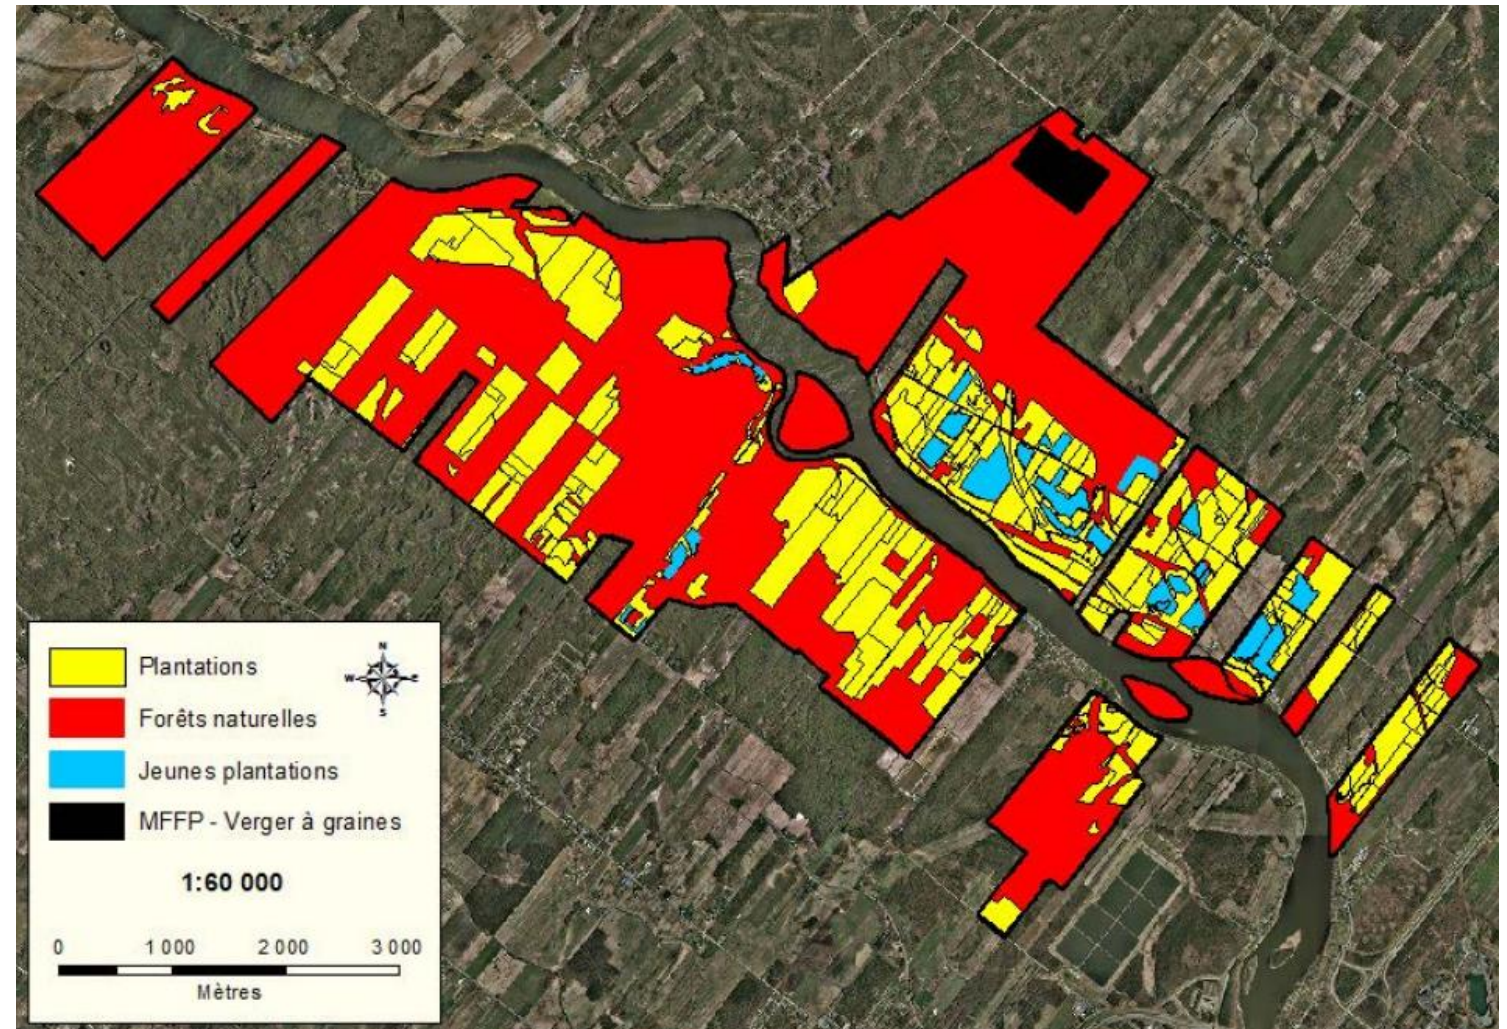 Plantations
Forêts naturelles
Jeunes plantations
MFFP - Verger à graines
N
W E
S
1:60 000
0 1 000 2 000 3 000
Mètres